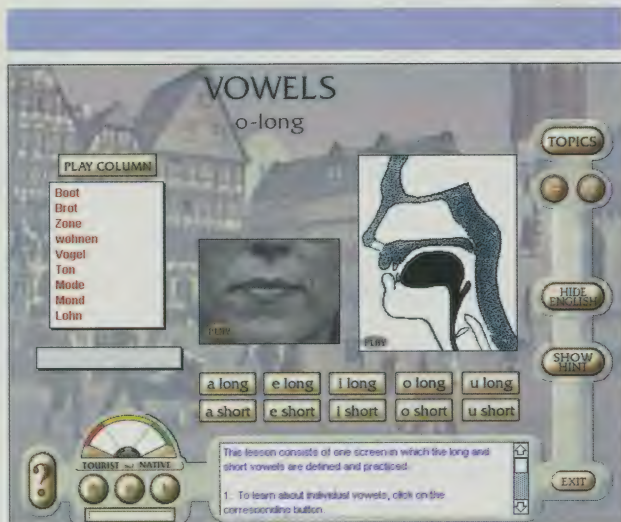 VOWELS
o-long
TOPICS
PLAY COLUMN
Boot
Brot
Zone
wohnen
Vogel
Ton
Mode
Mond
Lohn
PLAY
PLAY
HIDE
ENGLISH
SHOW
HINT
a long e long i long o long u long
a short e short i short o short u short
TOURIST NATIVE
?
This lesson consists of one screen in which the long and
short vowels are defined and practised.
1. To learn about individual vowels, click on the
corresponding button.
EXIT